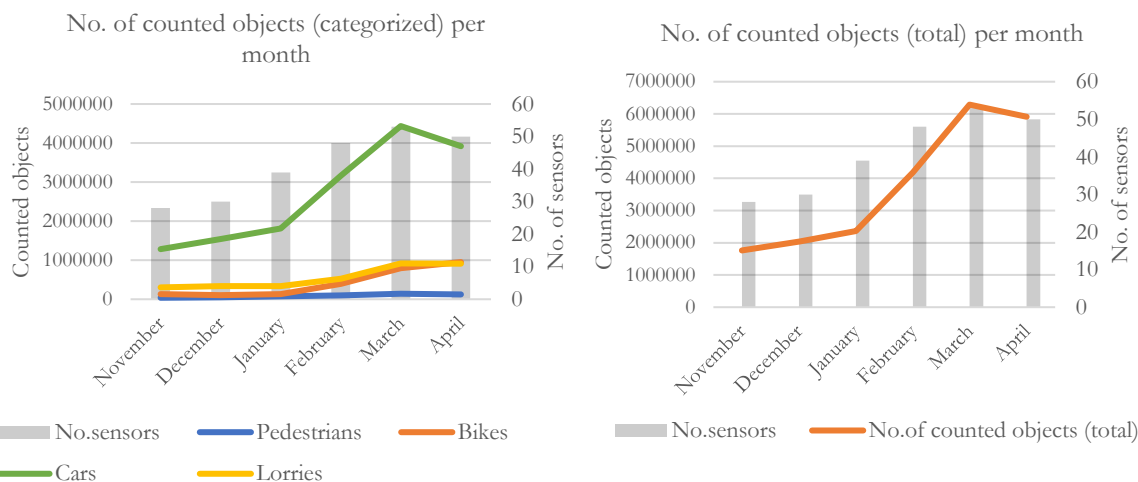 No. of counted objects (categorized) per
month
5000000
4000000
3000000
2000000
1000000
0
Counted objects
60
50
40
30
20
10
0
No. of sensors
November
December
January
February
March
April
No.sensors
Pedestrians
Bikes
Cars
Lorries
No. of counted objects (total) per month
7000000
6000000
5000000
4000000
3000000
2000000
1000000
0
Counted objects
60
50
40
30
20
10
0
No. of sensors
November
December
January
February
March
April
No.sensors
No.of counted objects (total)